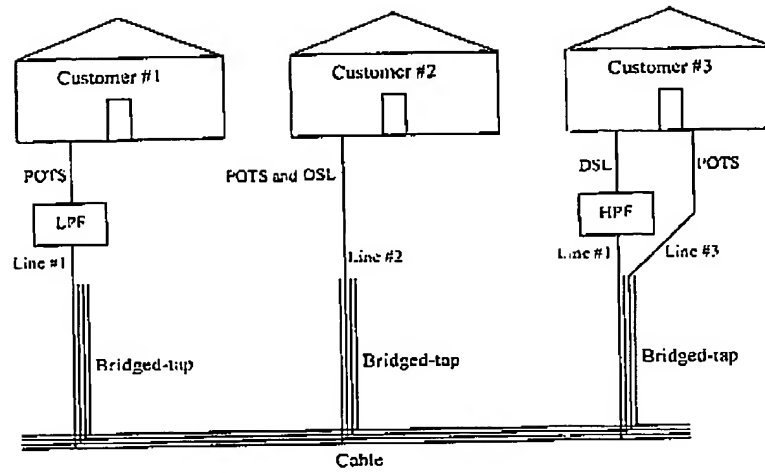 Customer #1
Customer #2
Customer #3
POTS
POTS and DSL
DSL
POTS
LPF
HPF
Line #1
Line #2
Line #1
Line #3
Bridged-tap
Bridged-tap
Bridged-tap
Cable